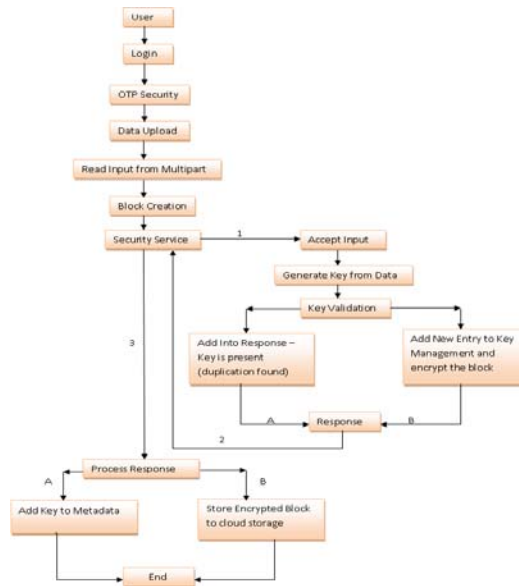 User
Login
OTP Security
Data Upload
Read Input from Multipart
Block Creation
Security Service
1
Accept Input
Generate Key from Data
Key Validation
3
Add Into Response –
Key is present
(duplication found)
Add New Entry to Key
Management and
encrypt the block
A
Response
B
2
Process Response
A
B
Add Key to Metadata
Store Encrypted Block
to cloud storage
End